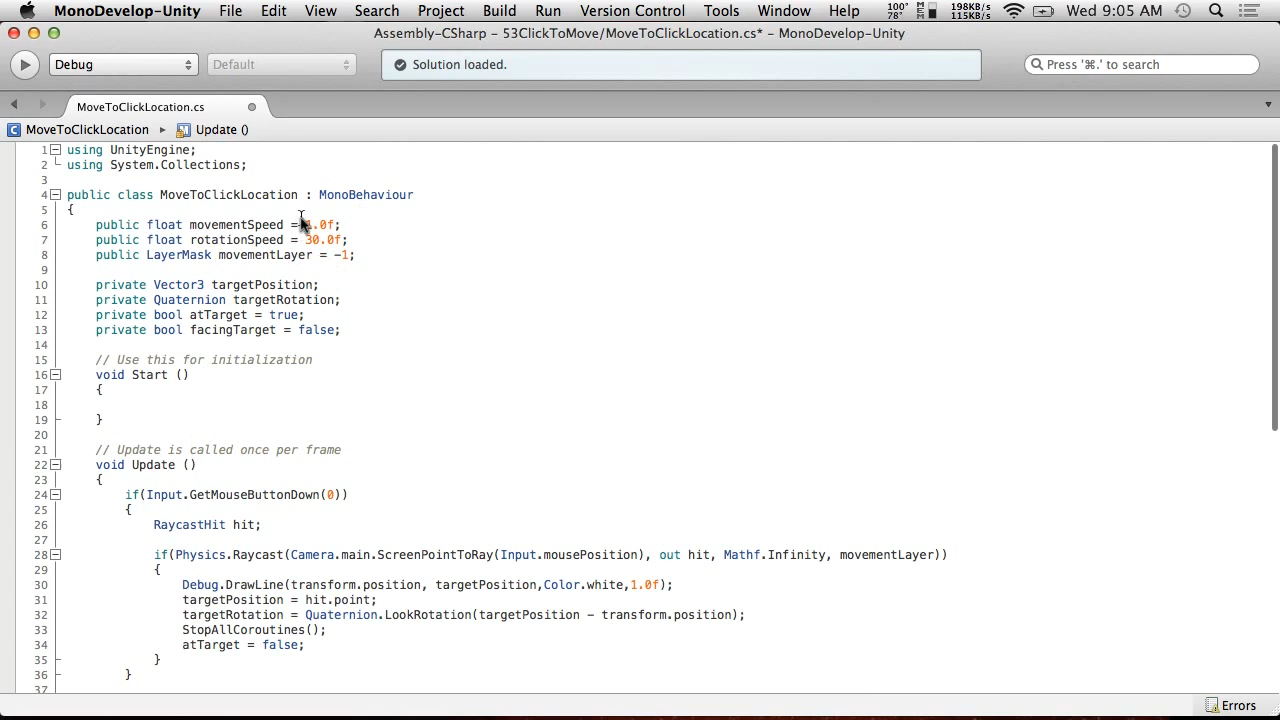 MonoDevelop-Unity File Edit View Search Project Build Run Version Control Tools Window Help 100° 78° 198KB/s 115KB/s Wed 9:05 AM
Assembly-CSharp - 53ClickToMove/MoveToClickLocation.cs* - MonoDevelop-Unity
Debug Default Solution loaded. Press '⌘.' to search
MoveToClickLocation.cs
C MoveToClickLocation ▸ M Update ()
1 using UnityEngine;
2 using System.Collections;
3
4 public class MoveToClickLocation : MonoBehaviour
5 {
6 public float movementSpeed = .0f;
7 public float rotationSpeed = 30.0f;
8 public LayerMask movementLayer = -1;
9
10 private Vector3 targetPosition;
11 private Quaternion targetRotation;
12 private bool atTarget = true;
13 private bool facingTarget = false;
14
15 // Use this for initialization
16 void Start ()
17 {
18
19 }
20
21 // Update is called once per frame
22 void Update ()
23 {
24 if(Input.GetMouseButtonDown(0))
25 {
26 RaycastHit hit;
27
28 if(Physics.Raycast(Camera.main.ScreenPointToRay(Input.mousePosition), out hit, Mathf.Infinity, movementLayer))
29 {
30 Debug.DrawLine(transform.position, targetPosition,Color.white,1.0f);
31 targetPosition = hit.point;
32 targetRotation = Quaternion.LookRotation(targetPosition - transform.position);
33 StopAllCoroutines();
34 atTarget = false;
35 }
36 }
37
Errors